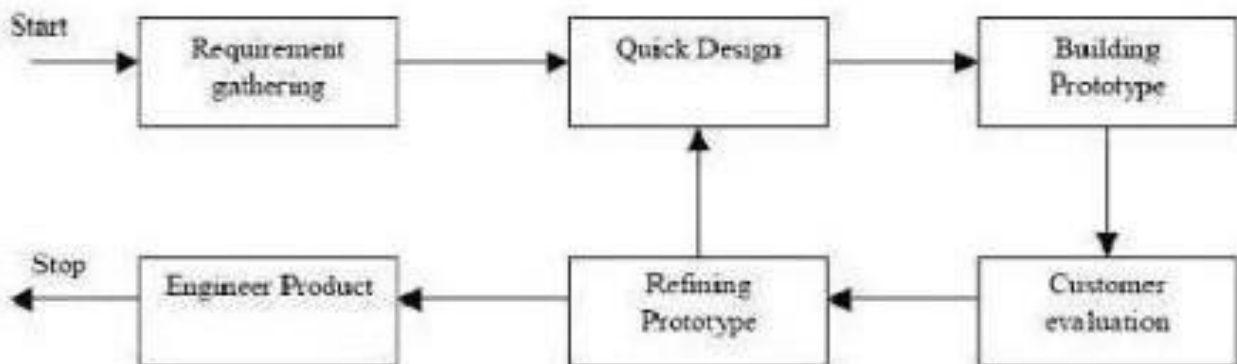 Start
Requirement
gathering
Quick Design
Building
Prototype
Stop
Engineer Product
Refining
Prototype
Customer
evaluation